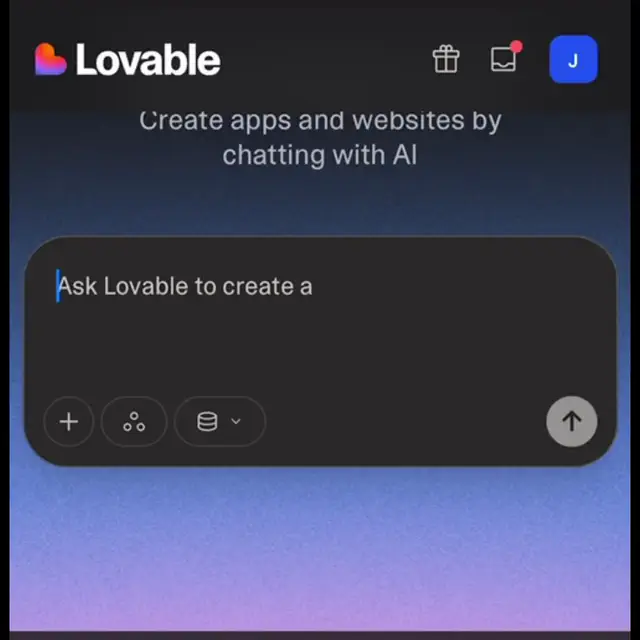 Lovable
J
Create apps and websites by
chatting with AI
Ask Lovable to create a